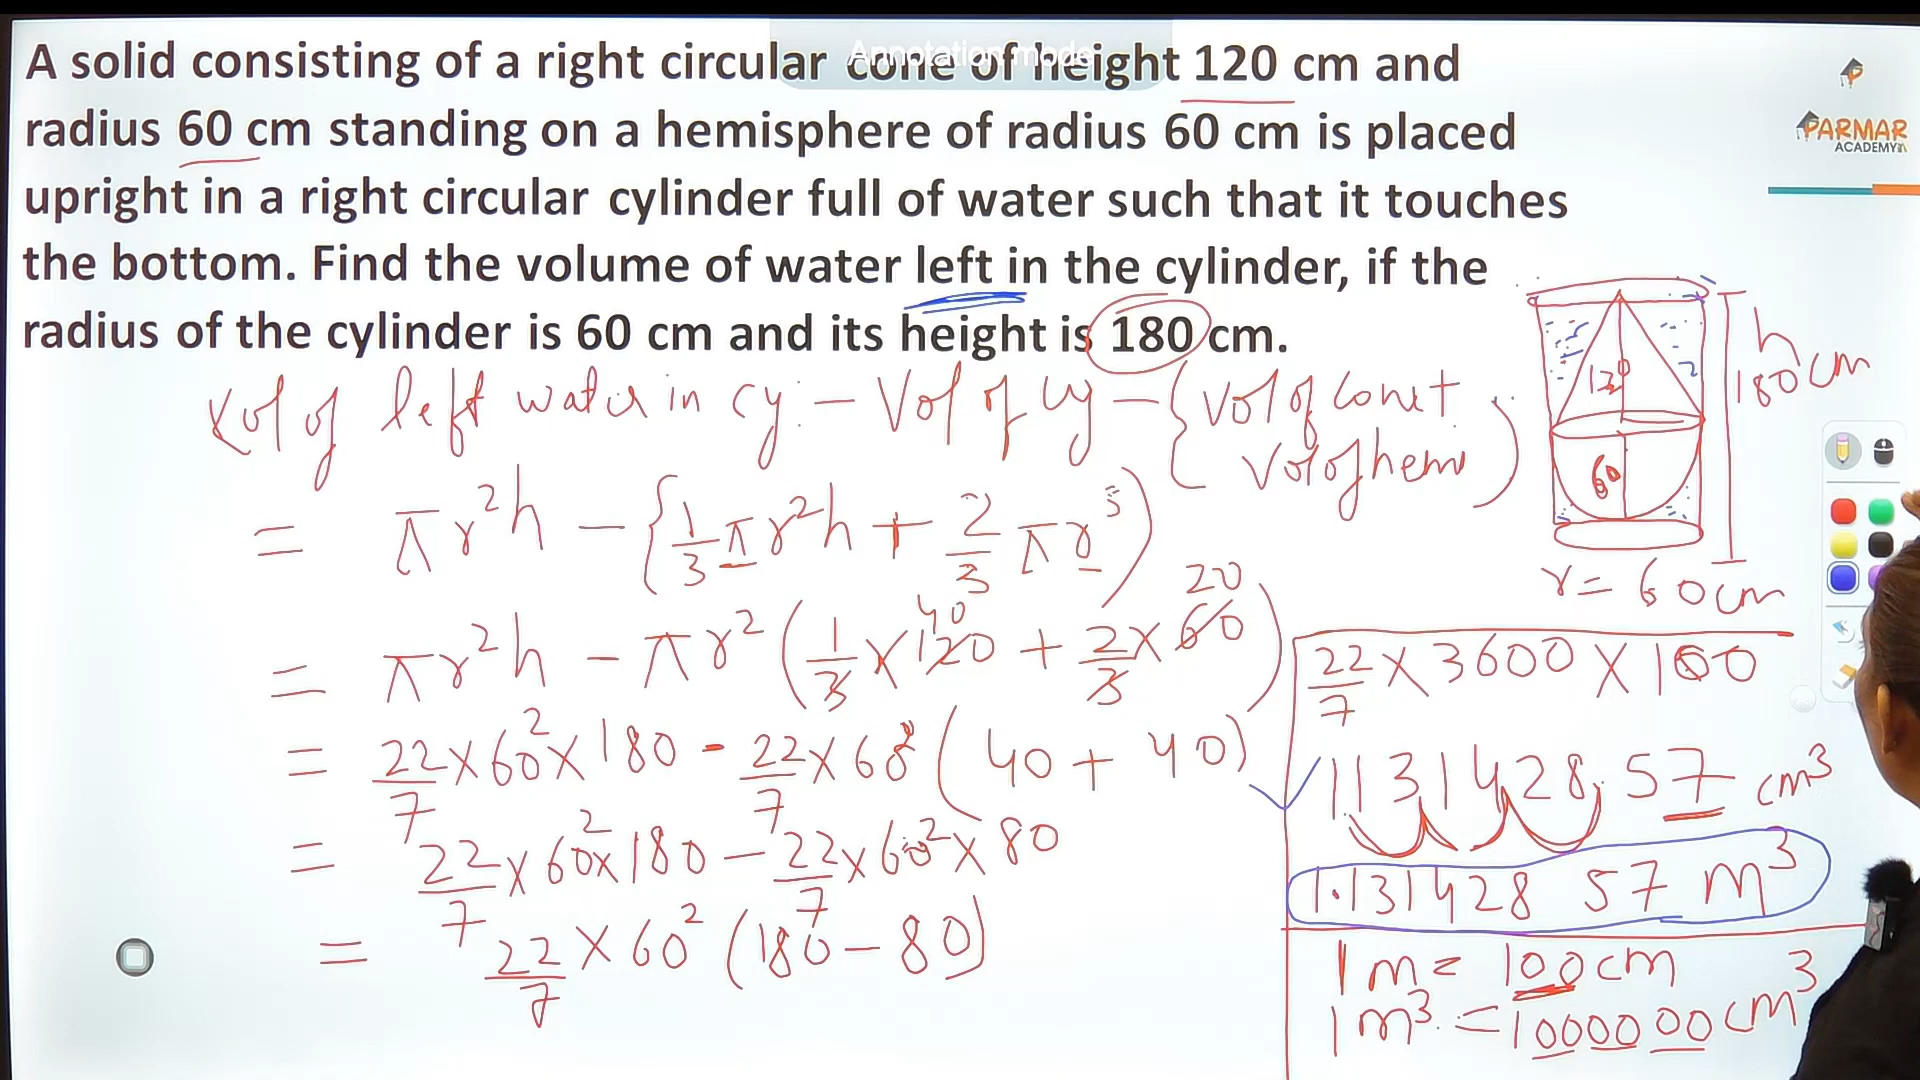 Annotation mode
A solid consisting of a right circular cone of height 120 cm and
radius 60 cm standing on a hemisphere of radius 60 cm is placed
upright in a right circular cylinder full of water such that it touches
the bottom. Find the volume of water left in the cylinder, if the
radius of the cylinder is 60 cm and its height is 180 cm.
PARMAR
ACADEMY
Vol of left water in cy:- Vol of cy - {Vol of cone +
Vol of hemi)
= πr²h - {1/3 πr²h + 2/3 πr³)
= πr²h - πr² (1/3 × 120 + 2/3 × 60)
40
20
= 22/7 × 60² × 180 - 22/7 × 60² (40 + 40)
= 22/7 × 60² × 180 - 22/7 × 60² × 80
= 22/7 × 60² (180 - 80)
120
60
h
180 cm
r = 60cm
22/7 × 3600 × 100
1131428.57 cm³
1.131428 57 m³
1m = 100cm
1m³ = 1000000 cm³